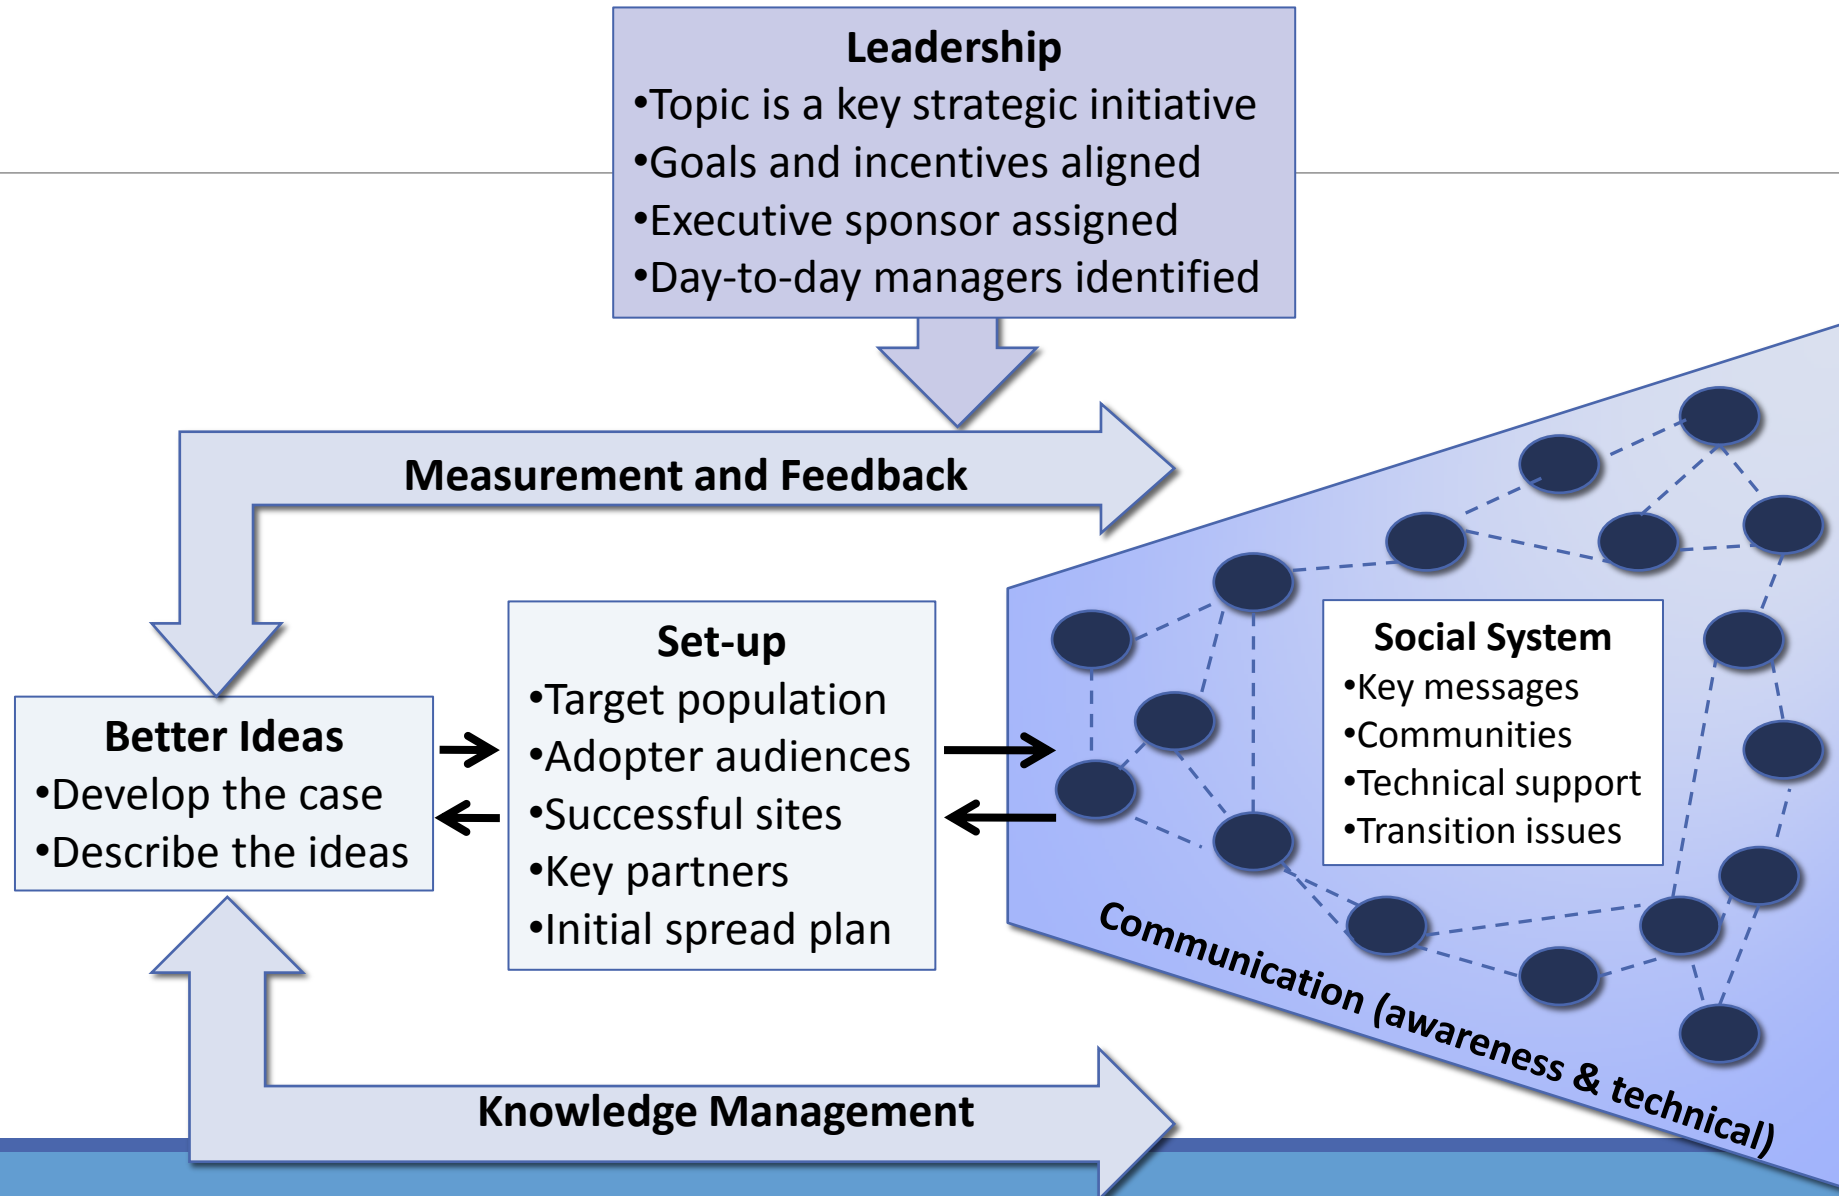 Leadership
•Topic is a key strategic initiative
•Goals and incentives aligned
•Executive sponsor assigned
•Day-to-day managers identified
Measurement and Feedback
Better Ideas
•Develop the case
•Describe the ideas
Set-up
•Target population
•Adopter audiences
•Successful sites
•Key partners
•Initial spread plan
Social System
•Key messages
•Communities
•Technical support
•Transition issues
Communication (awareness & technical)
Knowledge Management